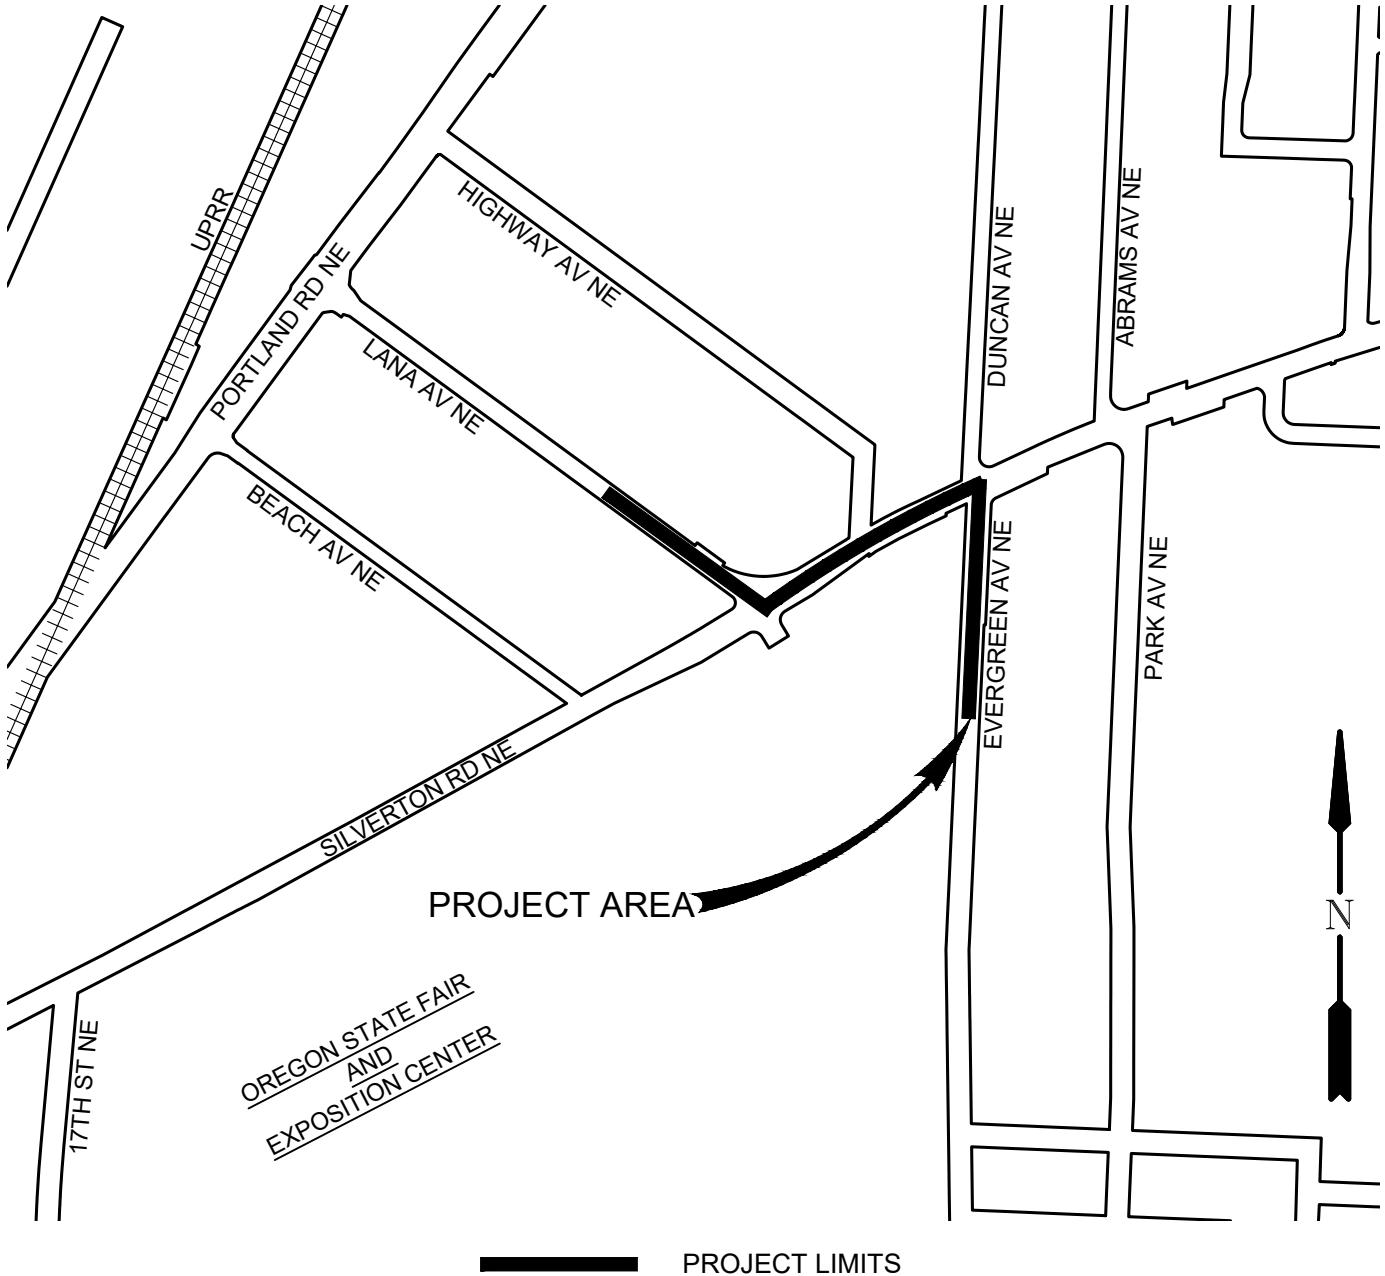 UPRR
HIGHWAY AV NE
DUNCAN AV NE
ABRAMS AV NE
PORTLAND RD NE
LANA AV NE
BEACH AV NE
EVERGREEN AV NE
PARK AV NE
SILVERTON RD NE
PROJECT AREA
N
OREGON STATE FAIR
AND
EXPOSITION CENTER
17TH ST NE
PROJECT LIMITS